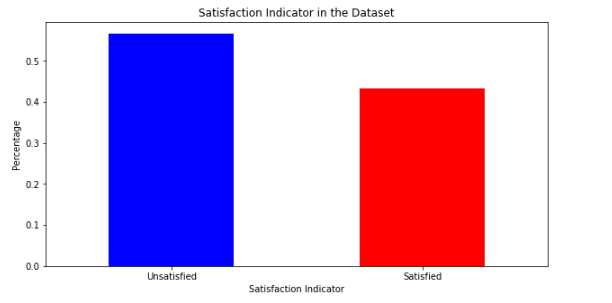 Satisfaction Indicator in the Dataset
Percentage
0.5
0.4
0.3
0.2
0.1
0.0
Unsatisfied
Satisfied
Satisfaction Indicator